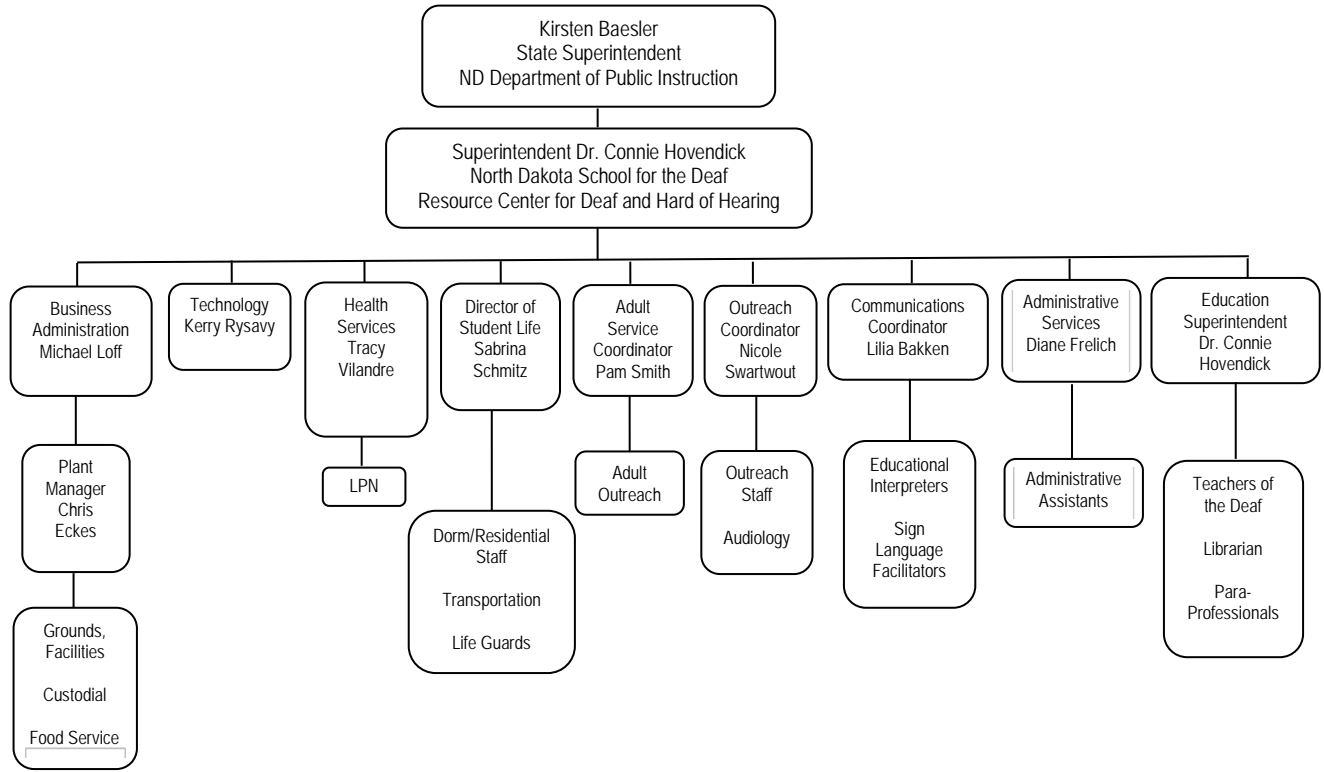 Kirsten Baesler
State Superintendent
ND Department of Public Instruction
Superintendent Dr. Connie Hovendick
North Dakota School for the Deaf
Resource Center for Deaf and Hard of Hearing
Business
Administration
Michael Loff
Technology
Kerry Rysavy
Health
Services
Tracy
Vilandre
Director of
Student Life
Sabrina
Schmitz
Adult
Service
Coordinator
Pam Smith
Outreach
Coordinator
Nicole
Swartwout
Communications
Coordinator
Lilia Bakken
Administrative
Services
Diane Frelich
Education
Superintendent
Dr. Connie
Hovendick
Plant
Manager
Chris
Eckes
LPN
Dorm/Residential
Staff
Transportation
Life Guards
Adult
Outreach
Outreach
Staff
Audiology
Educational
Interpreters
Sign
Language
Facilitators
Administrative
Assistants
Teachers of
the Deaf
Librarian
Para-
Professionals
Grounds,
Facilities
Custodial
Food Service